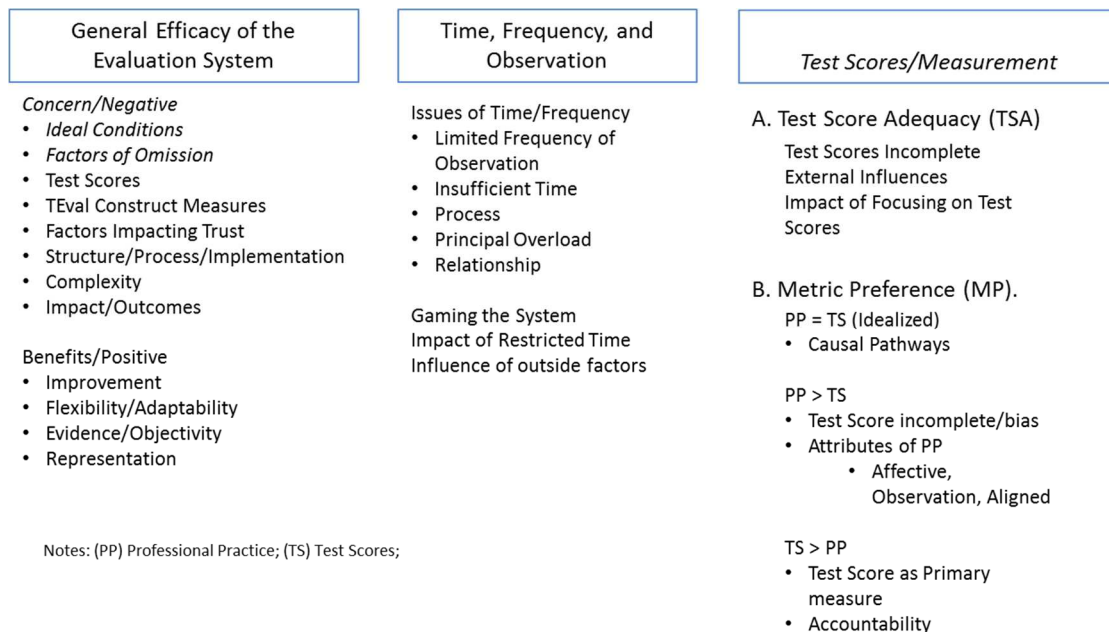 General Efficacy of the
Evaluation System
Concern/Negative
• Ideal Conditions
• Factors of Omission
• Test Scores
• TEval Construct Measures
• Factors Impacting Trust
• Structure/Process/Implementation
• Complexity
• Impact/Outcomes
Benefits/Positive
• Improvement
• Flexibility/Adaptability
• Evidence/Objectivity
• Representation
Time, Frequency, and
Observation
Issues of Time/Frequency
• Limited Frequency of
Observation
• Insufficient Time
• Process
• Principal Overload
• Relationship
Gaming the System
Impact of Restricted Time
Influence of outside factors
Test Scores/Measurement
A. Test Score Adequacy (TSA)
Test Scores Incomplete
External Influences
Impact of Focusing on Test
Scores
B. Metric Preference (MP).
PP = TS (Idealized)
• Causal Pathways
PP > TS
• Test Score incomplete/bias
• Attributes of PP
• Affective,
Observation, Aligned
TS > PP
• Test Score as Primary
measure
• Accountability
Notes: (PP) Professional Practice; (TS) Test Scores;